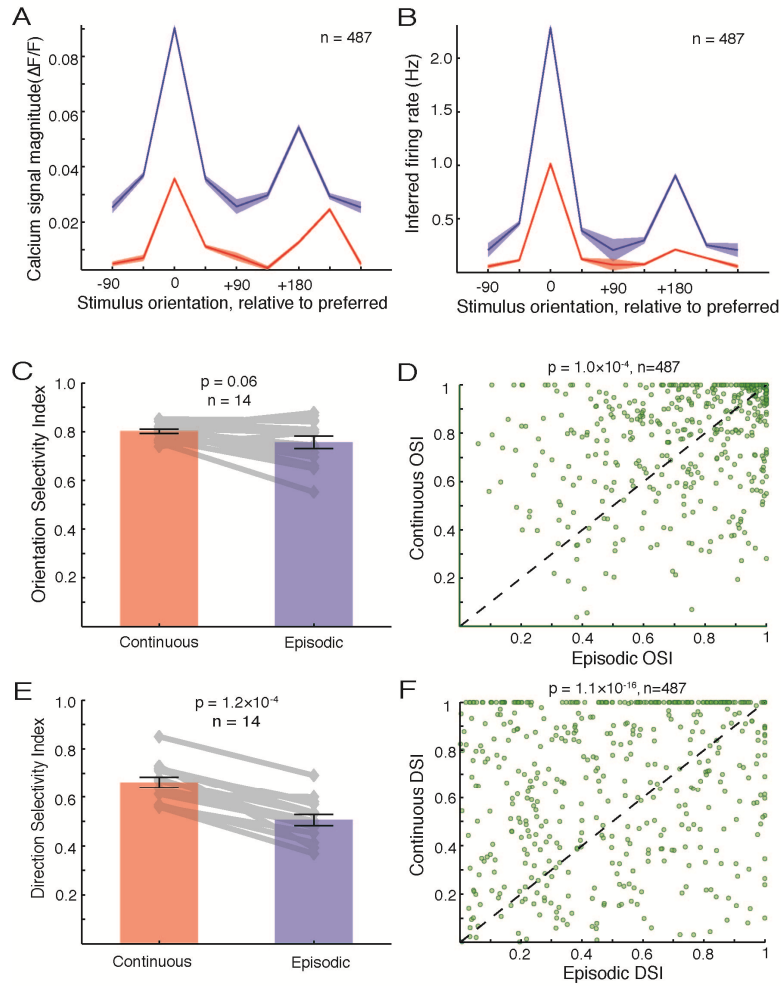 A
n = 487
Calcium signal magnitude(ΔF/F)
0.08
0.06
0.04
0.02
-90
0
+90
+180
Stimulus orientation, relative to preferred
B
n = 487
Inferred firing rate (Hz)
2.0
1.5
1.0
0.5
-90
0
+90
+180
Stimulus orientation, relative to preferred
C
p = 0.06
n = 14
Orientation Selectivity Index
1.0
0.8
0.6
0.4
0.2
Continuous
Episodic
D
p = 1.0×10⁻⁴, n=487
Continuous OSI
1.0
0.8
0.6
0.4
0.2
0.2
0.4
0.6
0.8
1
Episodic OSI
E
p = 1.2×10⁻⁴
n = 14
Direction Selectivity Index
1.0
0.8
0.6
0.4
0.2
Continuous
Episodic
F
p = 1.1×10⁻¹⁶, n=487
Continuous DSI
1.0
0.8
0.6
0.4
0.2
0.2
0.4
0.6
0.8
1
Episodic DSI